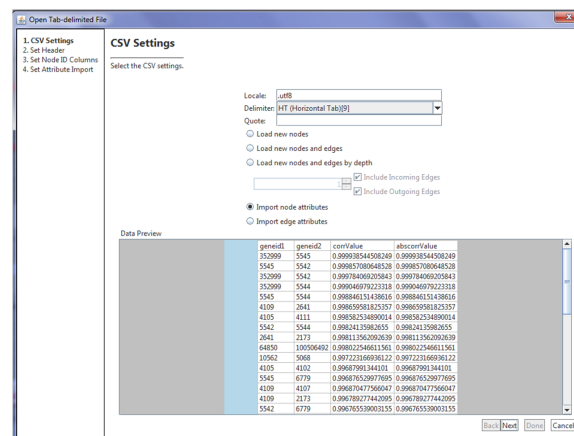 Open Tab-delimited File
1. CSV Settings
2. Set Header
3. Set Node ID Columns
4. Set Attribute Import
CSV Settings
Select the CSV settings.
Locale: .utf8
Delimiter: HT (Horizontal Tab)[9]
Quote:
Load new nodes
Load new nodes and edges
Load new nodes and edges by depth
1
Include Incoming Edges
Include Outgoing Edges
Import node attributes
Import edge attributes
Data Preview
geneid1 geneid2 corrValue abscorrValue
352999 5545 0.999938544508249 0.999938544508249
5545 5542 0.999857080648528 0.999857080648528
352999 5542 0.999784069205843 0.999784069205843
352999 5544 0.999046979223318 0.999046979223318
5545 5544 0.998846151438616 0.998846151438616
4109 2641 0.998659581825357 0.998659581825357
4105 4111 0.998582534890014 0.998582534890014
5542 5544 0.99824135982655 0.99824135982655
2641 2173 0.998113562092639 0.998113562092639
64850 100506492 0.998022546611561 0.998022546611561
10562 5068 0.997223166936122 0.997223166936122
4105 4102 0.99687991344101 0.99687991344101
5545 6779 0.996876529977695 0.996876529977695
4109 4107 0.996870477566047 0.996870477566047
4109 2173 0.996789277442095 0.996789277442095
5542 6779 0.996765539003155 0.996765539003155
Back Next Done Cancel